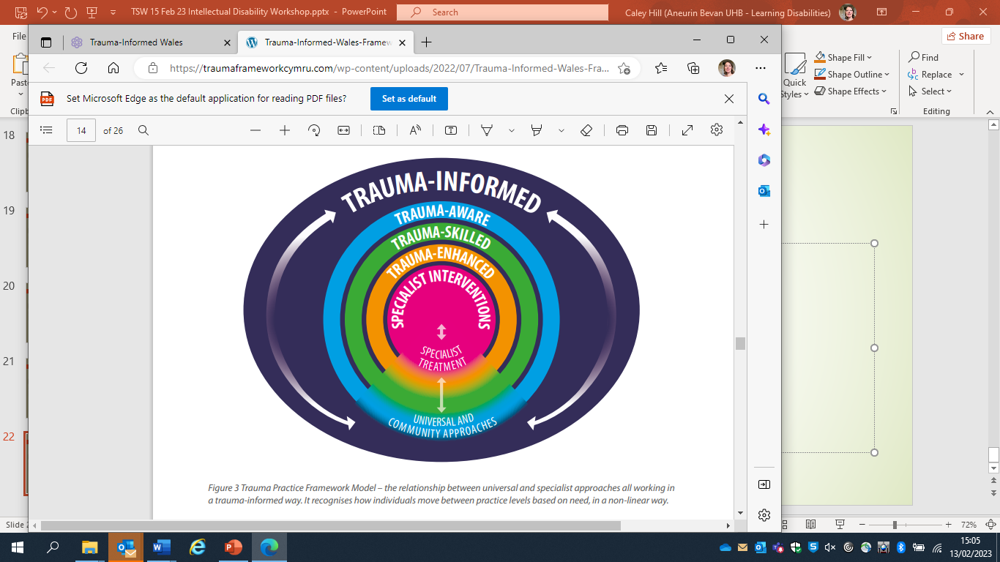 TSW 15 Feb 23 Intellectual Disability Workshop.pptx - PowerPoint
Search
Caley Hill (Aneurin Bevan UHB - Learning Disabilities)
File
Share
Trauma-Informed Wales
Trauma-Informed-Wales-Framew
https://traumaframeworkcymru.com/wp-content/uploads/2022/07/Trauma-Informed-Wales-Fra...
Set Microsoft Edge as the default application for reading PDF files?
Set as default
14 of 26
Past
Clipb
Quick
Styles
Shape Fill
Shape Outline
Shape Effects
Find
Replace
Select
Editing
18
19
20
21
22
TRAUMA-INFORMED
TRAUMA-AWARE
TRAUMA-SKILLED
TRAUMA-ENHANCED
SPECIALIST INTERVENTIONS
SPECIALIST
TREATMENT
UNIVERSAL AND
COMMUNITY APPROACHES
Figure 3 Trauma Practice Framework Model – the relationship between universal and specialist approaches all working in
a trauma-informed way. It recognises how individuals move between practice levels based on need, in a non-linear way.
Slide 2
72%
15:05
13/02/2023